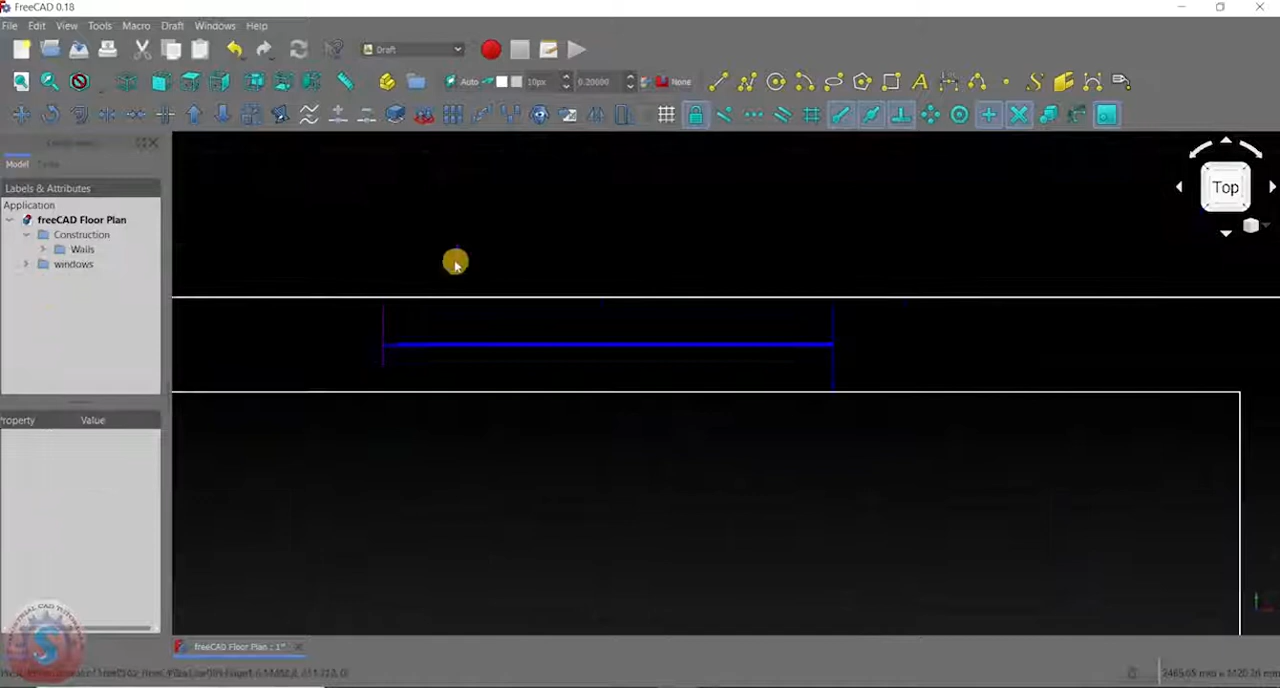 FreeCAD 0.18
File Edit View Tools Macro Draft Windows Help
Draft
Auto 10px 0.20000 None
Model
Labels & Attributes
Application
freeCAD Floor Plan
Construction
Walls
windows
Property Value
Top
freeCAD Floor Plan : 1*